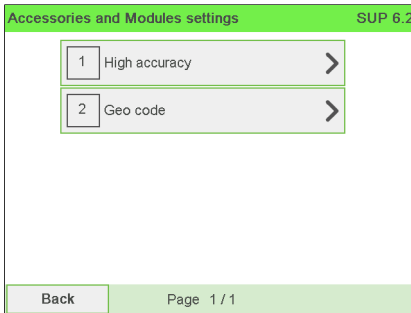 Accessories and Modules settings SUP 6.2
1 High accuracy
2 Geo code
Back Page 1 / 1